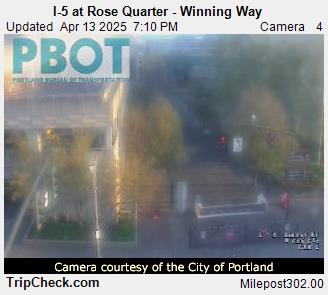 I-5 at Rose Quarter - Winning Way
Updated Apr 13 2025 7:10 PM Camera 4
PBOT
PORTLAND BUREAU OF TRANSPORTATION
Camera courtesy of the City of Portland
TripCheck.com Milepost302.00